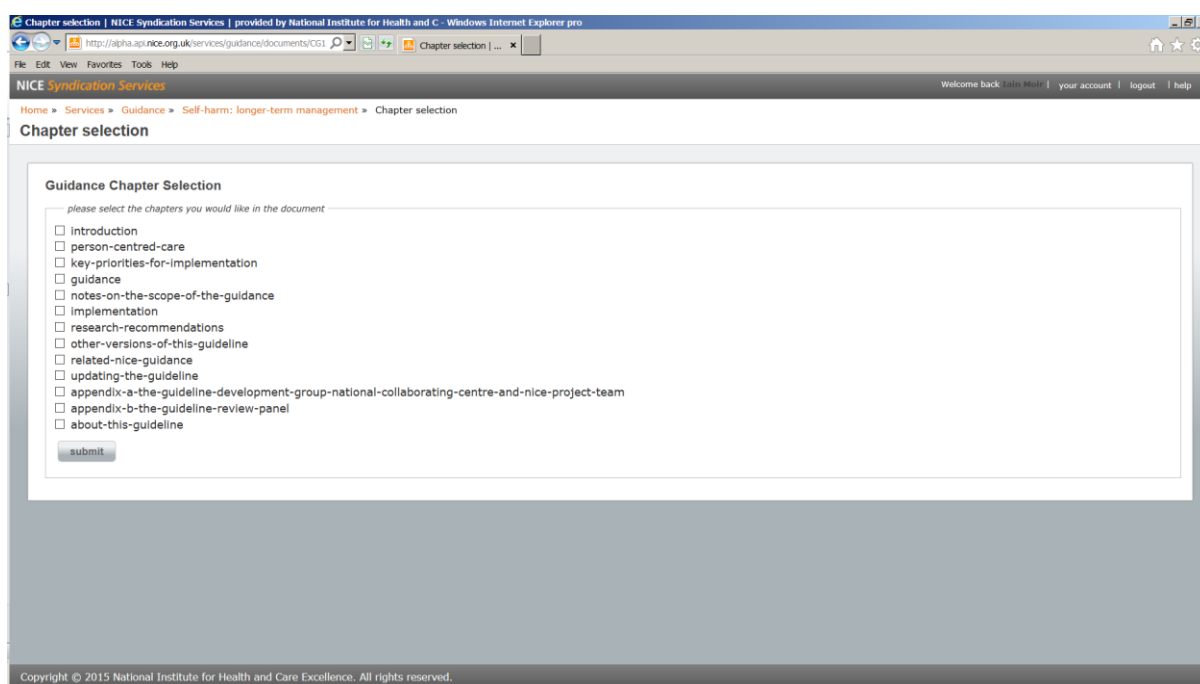 Chapter selection | NICE Syndication Services | provided by National Institute for Health and C - Windows Internet Explorer pro
http://alpha.api.nice.org.uk/services/guidance/documents/CG1
Chapter selection | ...
File Edit View Favorites Tools Help
NICE Syndication Services
Welcome back Iain Moir | your account | logout | help
Home » Services » Guidance » Self-harm: longer-term management » Chapter selection
Chapter selection
Guidance Chapter Selection
please select the chapters you would like in the document
introduction
person-centred-care
key-priorities-for-implementation
guidance
notes-on-the-scope-of-the-guidance
implementation
research-recommendations
other-versions-of-this-guideline
related-nice-guidance
updating-the-guideline
appendix-a-the-guideline-development-group-national-collaborating-centre-and-nice-project-team
appendix-b-the-guideline-review-panel
about-this-guideline
submit
Copyright © 2015 National Institute for Health and Care Excellence. All rights reserved.